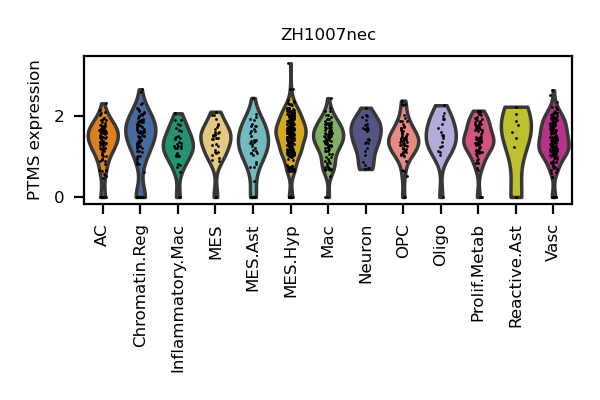 ZH1007nec
PTMS expression
2
0
AC
Chromatin.Reg
Inflammatory.Mac
MES
MES.Ast
MES.Hyp
Mac
Neuron
OPC
Oligo
Prolif.Metab
Reactive.Ast
Vasc